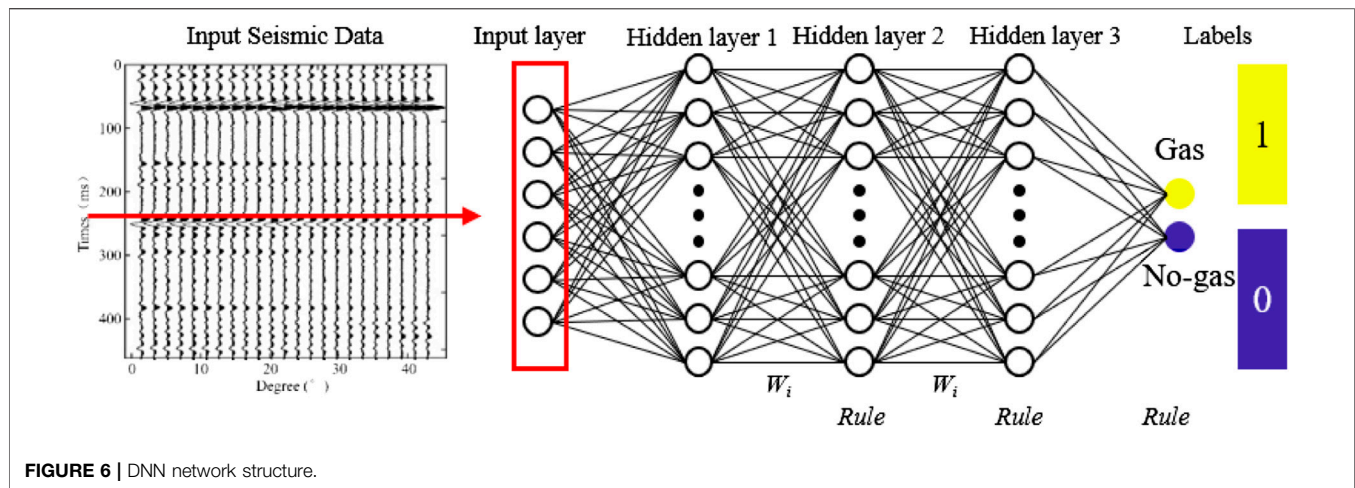 Input Seismic Data
Input layer
Hidden layer 1
Hidden layer 2
Hidden layer 3
Labels
0
100
200
300
400
Times (ms)
0
10
20
30
40
Degree (° )
Gas
No-gas
1
0
W_i
W_i
Rule
Rule
Rule
FIGURE 6 | DNN network structure.